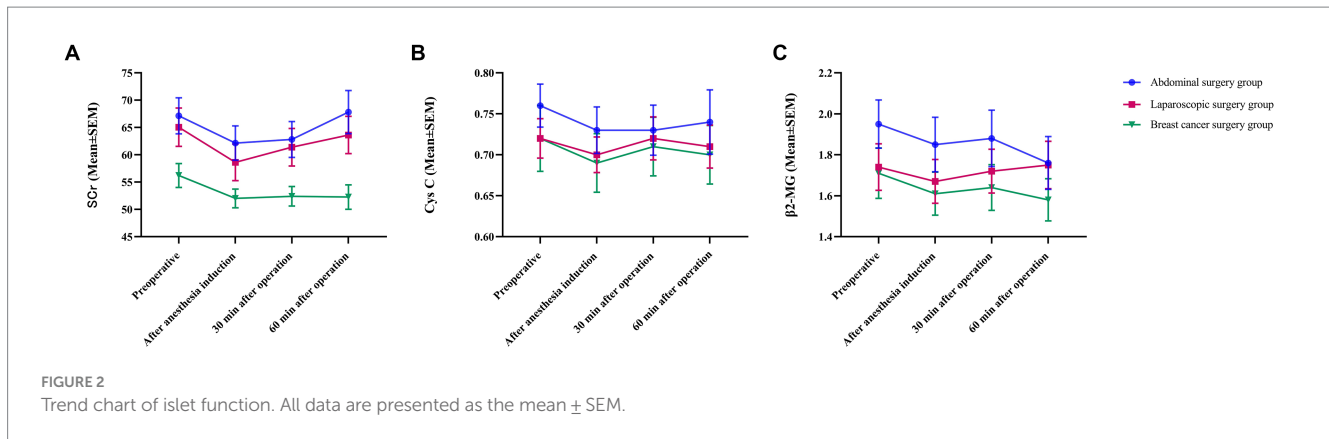 A
SCr (Mean±SEM)
75
70
65
60
55
50
45
Preoperative
After anesthesia induction
30 min after operation
60 min after operation
B
Cys C (Mean±SEM)
0.80
0.75
0.70
0.65
0.60
Preoperative
After anesthesia induction
30 min after operation
60 min after operation
C
β2-MG (Mean±SEM)
2.2
2.0
1.8
1.6
1.4
Preoperative
After anesthesia induction
30 min after operation
60 min after operation
Abdominal surgery group
Laparoscopic surgery group
Breast cancer surgery group
FIGURE 2
Trend chart of islet function. All data are presented as the mean ± SEM.